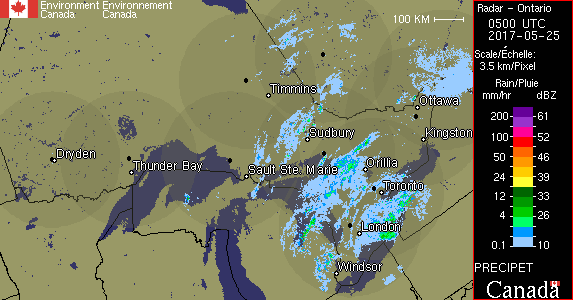 Environment Environnement
Canada Canada
100 KM
Timmins
Ottawa
Sudbury
Kingston
Dryden
Thunder Bay
Sault Ste. Marie
Orillia
Toronto
London
Windsor
Radar - Ontario
0500 UTC
2017-05-25
Scale/Échelle:
3.5 km/Pixel
Rain/Pluie
mm/hr dBZ
200 61
100 52
50 46
24 39
12 33
4 26
1 20
0.1 10
PRECIPET
Canada